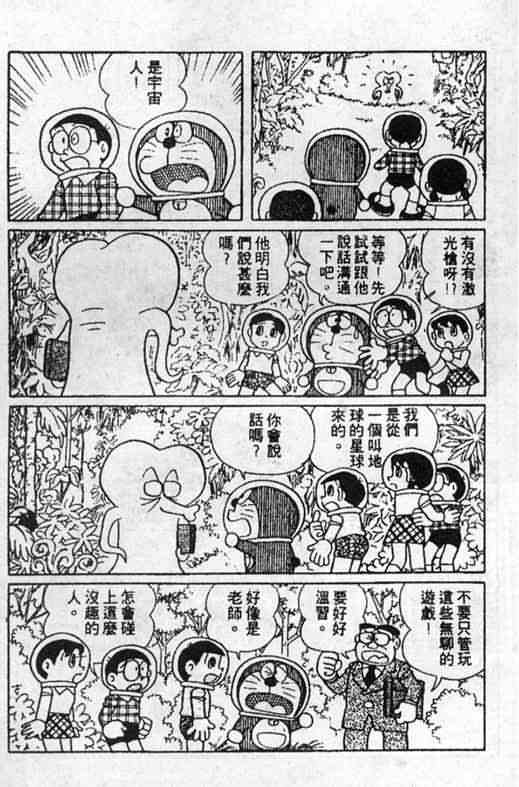 是宇宙
人！
有沒有激
光槍呀！？
等等！先
試試跟他
說話溝通
一下吧。
他明白我
們說甚麼
嗎？
我們
是從
一個叫地
球的星球
來的。
你會說
話嗎？
不要只管玩
這些無聊的
遊戲！
要好好
溫習。
好像是
老師。
怎會碰
上這麼
沒趣的
人。